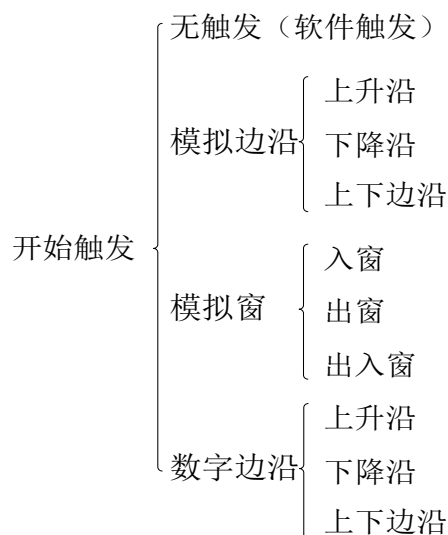 无触发（软件触发）
上升沿
模拟边沿
下降沿
上下边沿
开始触发
入窗
模拟窗
出窗
出入窗
上升沿
数字边沿
下降沿
上下边沿